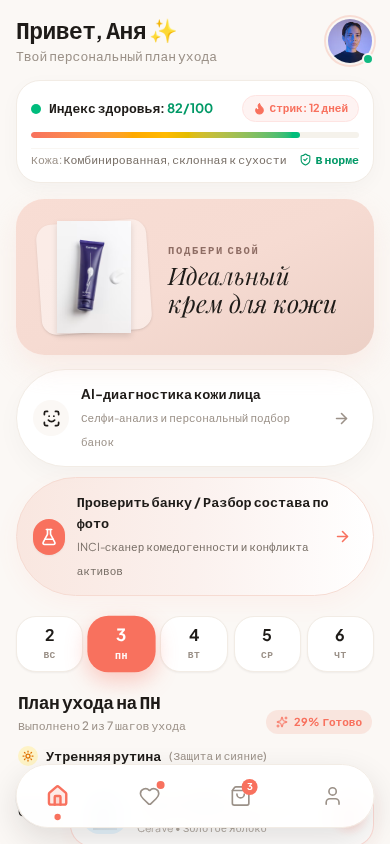 Привет, Аня ✨
Твой персональный план ухода
Индекс здоровья: 82/100
Стрик: 12 дней
Кожа: Комбинированная, склонная к сухости
В норме
ПОДБЕРИ СВОЙ
Идеальный
крем для кожи
AI-диагностика кожи лица
Селфи-анализ и персональный подбор
банок
Проверить банку / Разбор состава по
фото
INCI-сканер комедогенности и конфликта
активов
2 3 4 5 6
ВС ПН ВТ СР ЧТ
План ухода на ПН
Выполнено 2 из 7 шагов ухода
29% Готово
Утренняя рутина (Защита и сияние)
3
CeraVe • Золотое яблоко